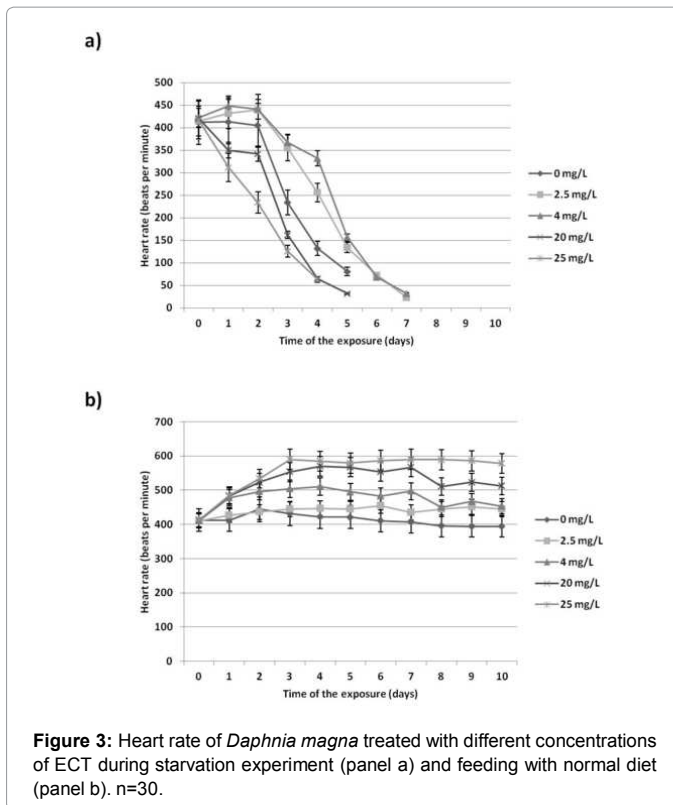 a)
500
450
400
350
300
250
200
150
100
50
0
Heart rate (beats per minute)
0 1 2 3 4 5 6 7 8 9 10
Time of the exposure (days)
0 mg/L
2.5 mg/L
4 mg/L
20 mg/L
25 mg/L
b)
700
600
500
400
300
200
100
0
Heart rate (beats per minute)
0 1 2 3 4 5 6 7 8 9 10
Time of the exposure (days)
0 mg/L
2.5 mg/L
4 mg/L
20 mg/L
25 mg/L
Figure 3: Heart rate of Daphnia magna treated with different concentrations
of ECT during starvation experiment (panel a) and feeding with normal diet
(panel b). n=30.